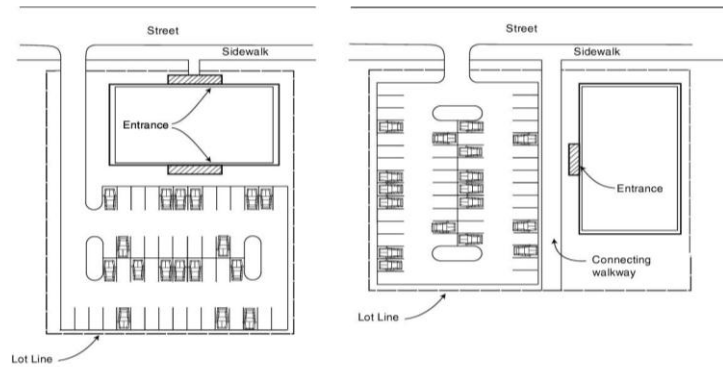 Street
Sidewalk
Entrance
Lot Line
Street
Sidewalk
Entrance
Connecting
walkway
Lot Line